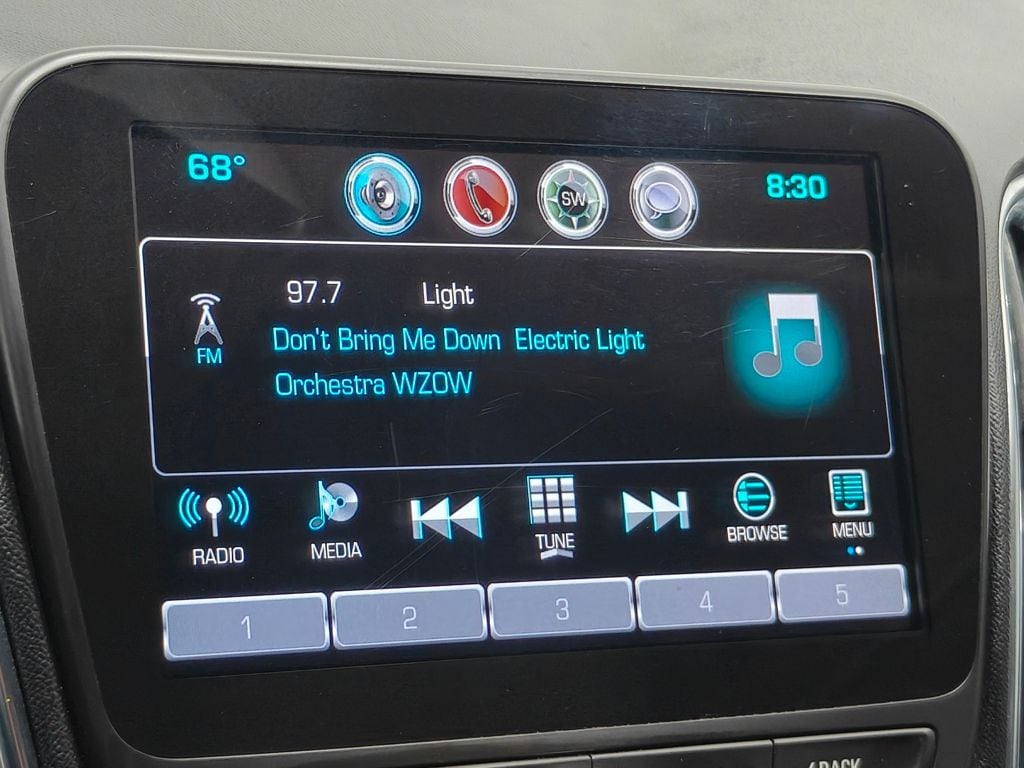 68° SW 8:30
97.7 Light
FM
Don't Bring Me Down Electric Light
Orchestra WZOW
RADIO MEDIA TUNE BROWSE MENU
1 2 3 4 5
BACK